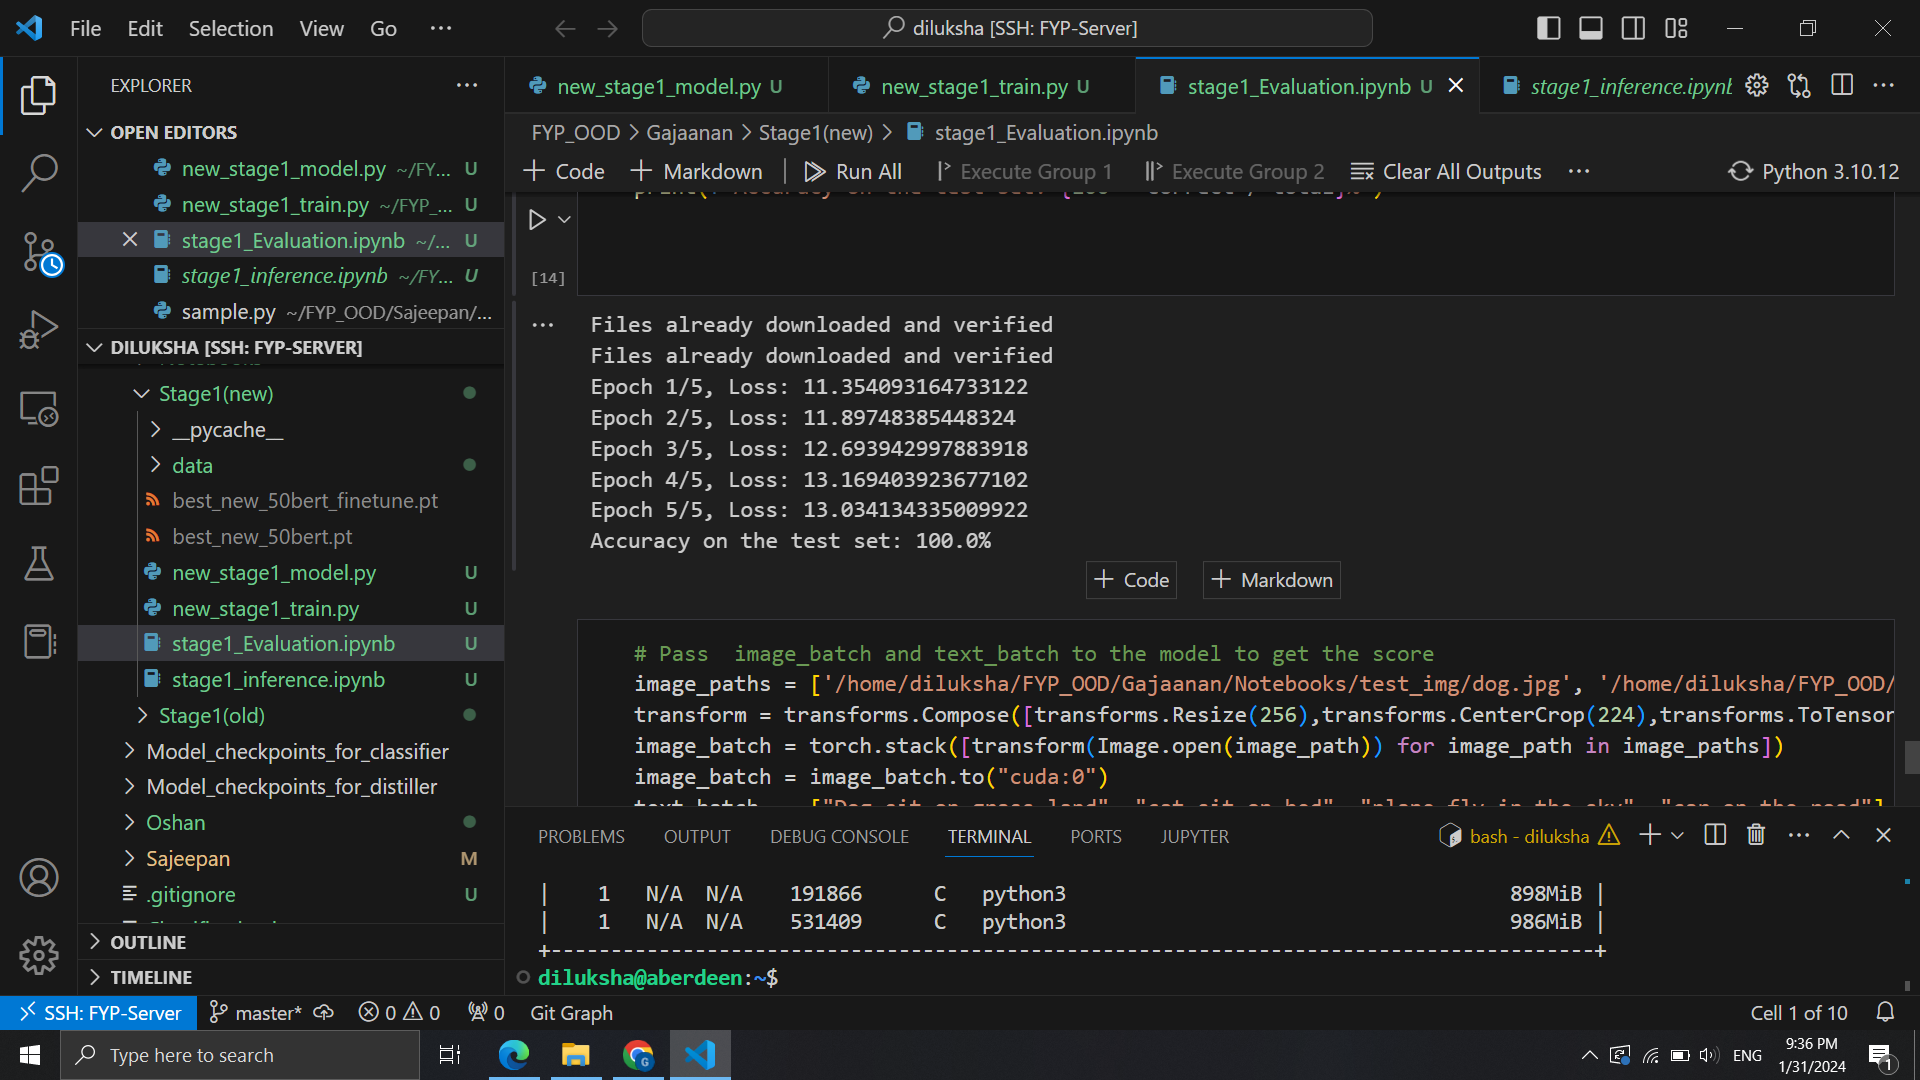 File Edit Selection View Go ...
diluksha [SSH: FYP-Server]
EXPLORER
OPEN EDITORS
new_stage1_model.py ~/FY... U
new_stage1_train.py ~/FYP_... U
stage1_Evaluation.ipynb ~/... U
stage1_inference.ipynb ~/FY... U
sample.py ~/FYP_OOD/Sajeepan/...
DILUKSHA [SSH: FYP-SERVER]
Stage1(new)
__pycache__
data
best_new_50bert_finetune.pt
best_new_50bert.pt
new_stage1_model.py U
new_stage1_train.py U
stage1_Evaluation.ipynb U
stage1_inference.ipynb U
Stage1(old)
Model_checkpoints_for_classifier
Model_checkpoints_for_distiller
Oshan
Sajeepan M
.gitignore U
OUTLINE
TIMELINE
new_stage1_model.py U
new_stage1_train.py U
stage1_Evaluation.ipynb U
stage1_inference.ipynb
FYP_OOD > Gajaanan > Stage1(new) > stage1_Evaluation.ipynb
+ Code + Markdown | Run All Execute Group 1 Execute Group 2 Clear All Outputs ... Python 3.10.12
[14]
Files already downloaded and verified
Files already downloaded and verified
Epoch 1/5, Loss: 11.354093164733122
Epoch 2/5, Loss: 11.89748385448324
Epoch 3/5, Loss: 12.693942997883918
Epoch 4/5, Loss: 13.169403923677102
Epoch 5/5, Loss: 13.034134335009922
Accuracy on the test set: 100.0%
+ Code + Markdown
# Pass  image_batch and text_batch to the model to get the score
image_paths = ['/home/diluksha/FYP_OOD/Gajaanan/Notebooks/test_img/dog.jpg', '/home/diluksha/FYP_OOD/
transform = transforms.Compose([transforms.Resize(256),transforms.CenterCrop(224),transforms.ToTensor
image_batch = torch.stack([transform(Image.open(image_path)) for image_path in image_paths])
image_batch = image_batch.to("cuda:0")
PROBLEMS OUTPUT DEBUG CONSOLE TERMINAL PORTS JUPYTER
bash - diluksha
| 1 N/A N/A 191866 C python3 898MiB |
| 1 N/A N/A 531409 C python3 986MiB |
diluksha@aberdeen:~$
SSH: FYP-Server master* 0 0 0 Git Graph Cell 1 of 10
Type here to search
ENG
9:36 PM
1/31/2024
1